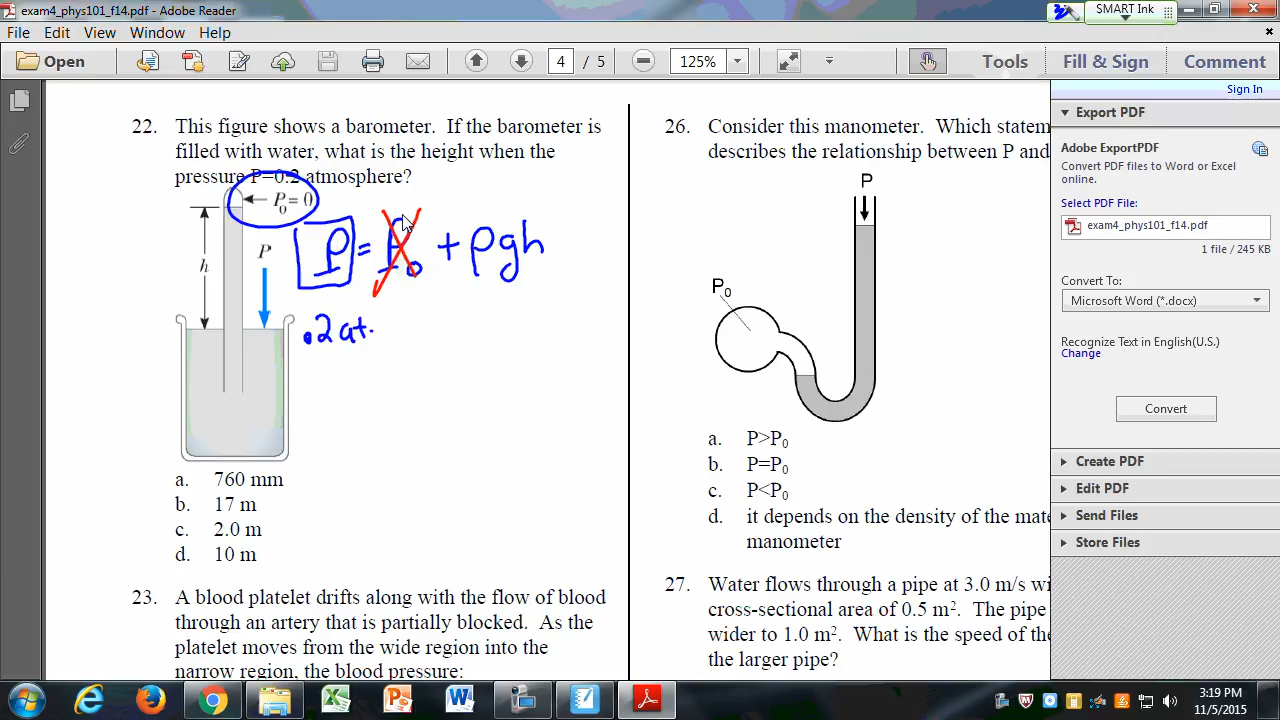 exam4_phys101_f14.pdf - Adobe Reader
SMART Ink
File Edit View Window Help
Open
4 / 5
125%
Tools
Fill & Sign
Comment
Sign In
22. This figure shows a barometer. If the barometer is
filled with water, what is the height when the
pressure P=0.2 atmosphere?
P0 = 0
h
P
P = P0 + ρgh
.2 at.
a. 760 mm
b. 17 m
c. 2.0 m
d. 10 m
23. A blood platelet drifts along with the flow of blood
through an artery that is partially blocked. As the
platelet moves from the wide region into the
narrow region, the blood pressure:
26. Consider this manometer. Which statem
describes the relationship between P and
P
P0
a. P>P0
b. P=P0
c. P<P0
d. it depends on the density of the mate
manometer
27. Water flows through a pipe at 3.0 m/s wi
cross-sectional area of 0.5 m². The pipe
wider to 1.0 m². What is the speed of the
the larger pipe?
Export PDF
Adobe ExportPDF
Convert PDF files to Word or Excel
online.
Select PDF File:
exam4_phys101_f14.pdf
1 file / 245 KB
Convert To:
Microsoft Word (*.docx)
Recognize Text in English(U.S.)
Change
Convert
Create PDF
Edit PDF
Send Files
Store Files
3:19 PM
11/5/2015